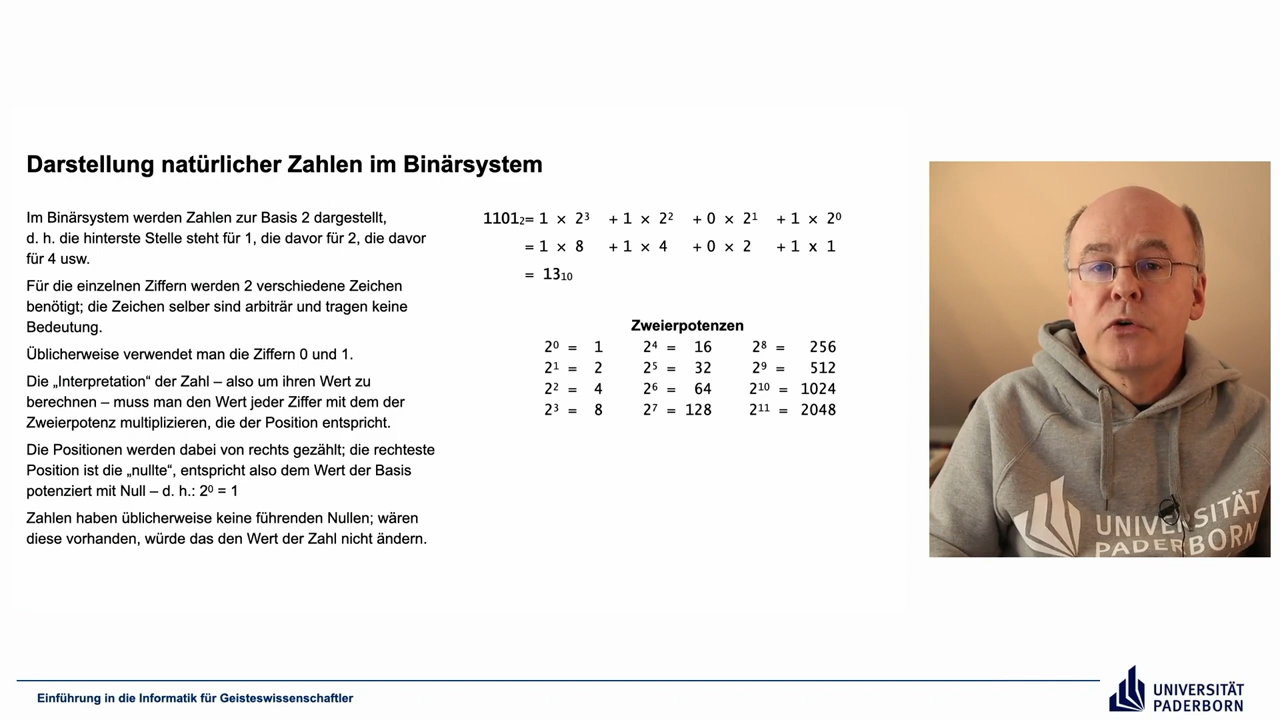 Darstellung natürlicher Zahlen im Binärsystem
Im Binärsystem werden Zahlen zur Basis 2 dargestellt,
d. h. die hinterste Stelle steht für 1, die davor für 2, die davor
für 4 usw.
Für die einzelnen Ziffern werden 2 verschiedene Zeichen
benötigt; die Zeichen selber sind arbiträr und tragen keine
Bedeutung.
Üblicherweise verwendet man die Ziffern 0 und 1.
Die „Interpretation“ der Zahl – also um ihren Wert zu
berechnen – muss man den Wert jeder Ziffer mit dem der
Zweierpotenz multiplizieren, die der Position entspricht.
Die Positionen werden dabei von rechts gezählt; die rechteste
Position ist die „nullte“, entspricht also dem Wert der Basis
potenziert mit Null – d. h.: 2⁰ = 1
Zahlen haben üblicherweise keine führenden Nullen; wären
diese vorhanden, würde das den Wert der Zahl nicht ändern.
1101₂ = 1 × 2³ + 1 × 2² + 0 × 2¹ + 1 × 2⁰
= 1 × 8 + 1 × 4 + 0 × 2 + 1 x 1
= 13₁₀
Zweierpotenzen
2⁰ = 1 2⁴ = 16 2⁸ = 256
2¹ = 2 2⁵ = 32 2⁹ = 512
2² = 4 2⁶ = 64 2¹⁰ = 1024
2³ = 8 2⁷ = 128 2¹¹ = 2048
UNIVERSITÄT
PADERBORN
Einführung in die Informatik für Geisteswissenschaftler
UNIVERSITÄT
PADERBORN